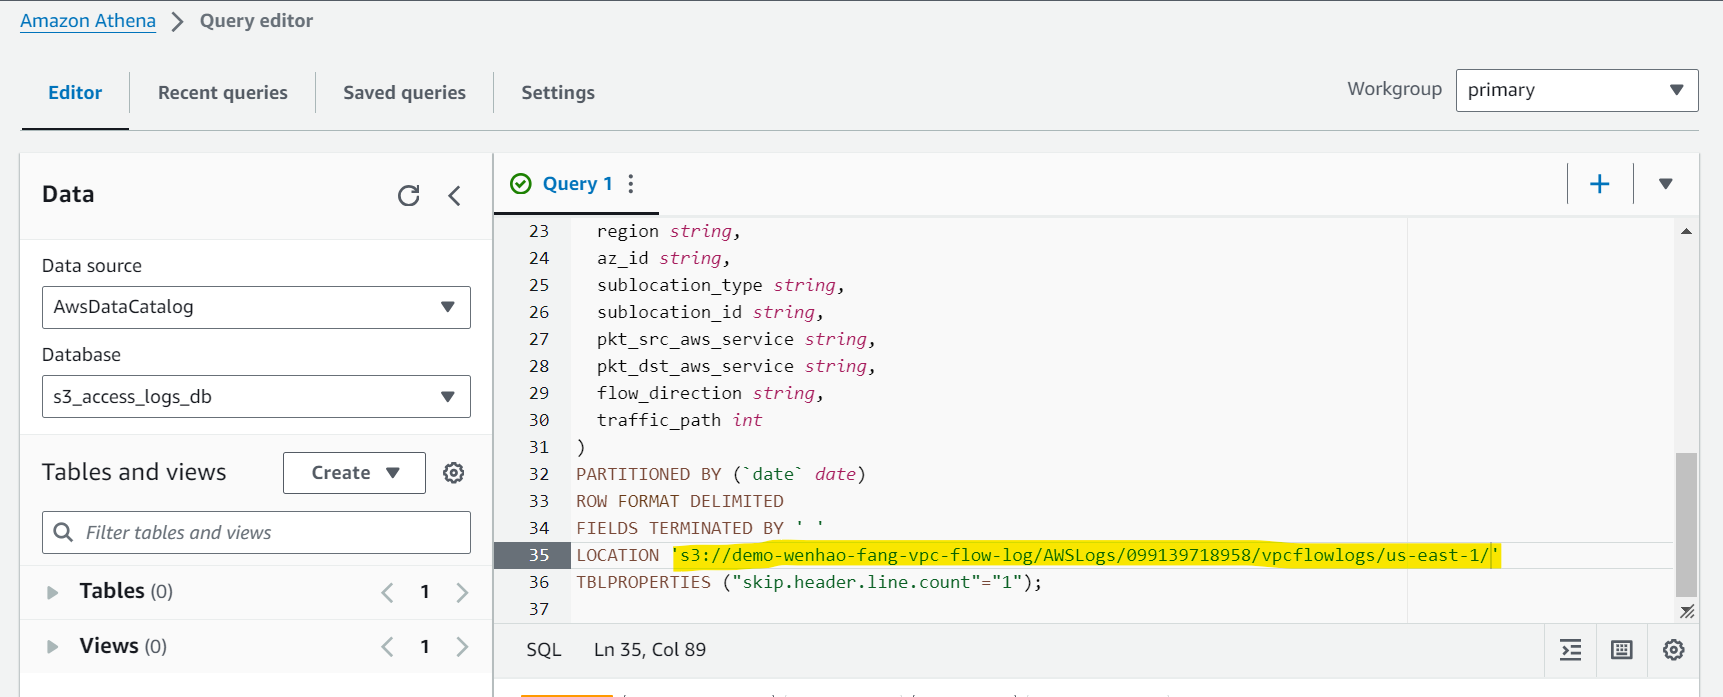 Amazon Athena > Query editor
Editor
Recent queries
Saved queries
Settings
Workgroup
primary
Data
Data source
AwsDataCatalog
Database
s3_access_logs_db
Tables and views
Create
Filter tables and views
Tables (0)
1
Views (0)
1
Query 1
23 region string,
24 az_id string,
25 sublocation_type string,
26 sublocation_id string,
27 pkt_src_aws_service string,
28 pkt_dst_aws_service string,
29 flow_direction string,
30 traffic_path int
31 )
32 PARTITIONED BY (`date` date)
33 ROW FORMAT DELIMITED
34 FIELDS TERMINATED BY ' '
35 LOCATION 's3://demo-wenhao-fang-vpc-flow-log/AWSLogs/099139718958/vpcflowlogs/us-east-1/'
36 TBLPROPERTIES ("skip.header.line.count"="1");
37
SQL
Ln 35, Col 89